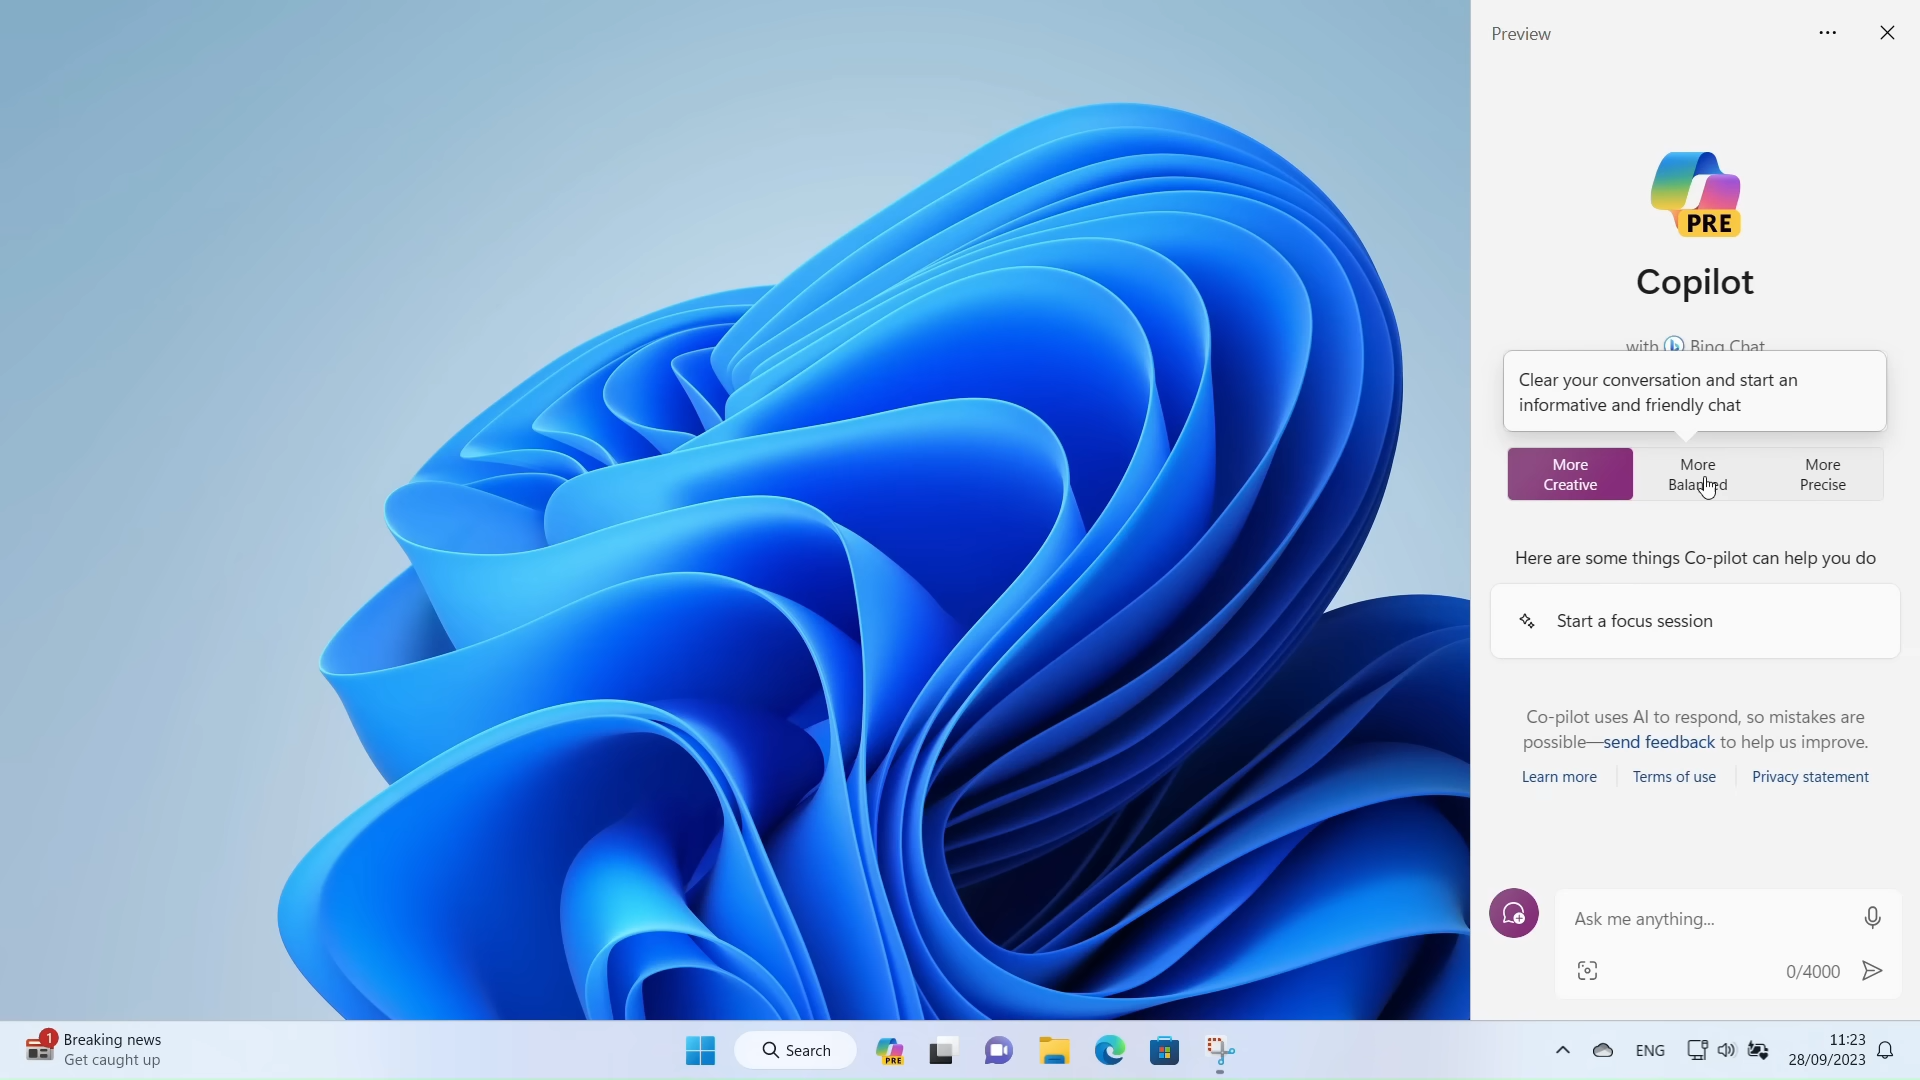 Preview
PRE
Copilot
with Bing Chat
Clear your conversation and start an
informative and friendly chat
More
Creative
More
Balanced
More
Precise
Here are some things Co-pilot can help you do
Start a focus session
Co-pilot uses AI to respond, so mistakes are
possible—send feedback to help us improve.
Learn more
Terms of use
Privacy statement
Ask me anything...
0/4000
1
Breaking news
Get caught up
Search
PRE
ENG
11:23
28/09/2023